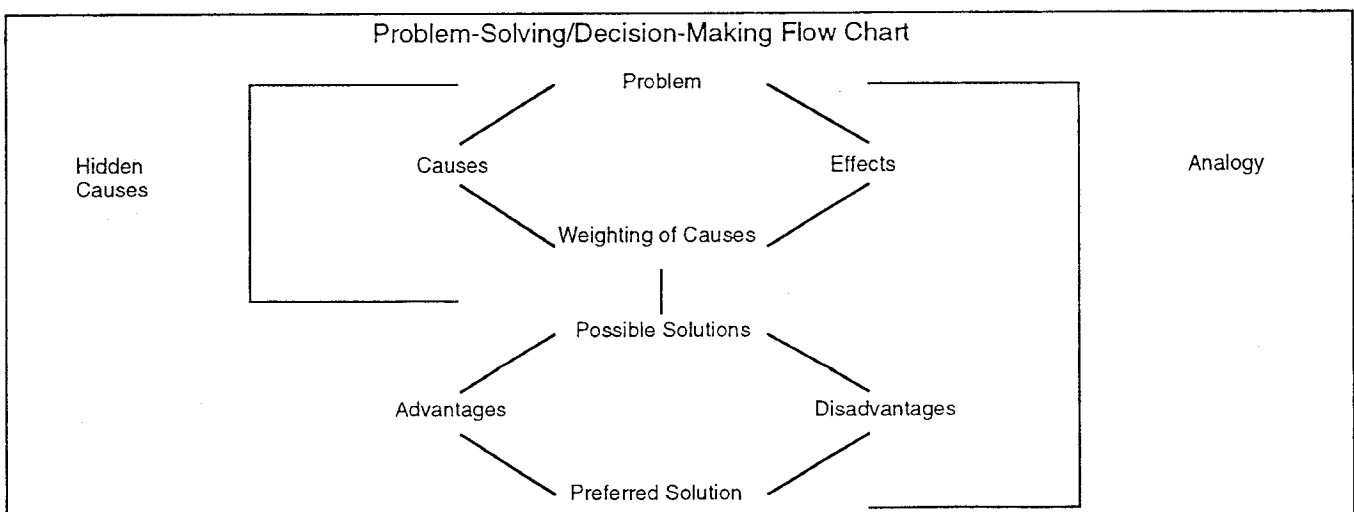 Problem-Solving/Decision-Making Flow Chart
Problem
Hidden
Causes
Causes
Effects
Analogy
Weighting of Causes
Possible Solutions
Advantages
Disadvantages
Preferred Solution